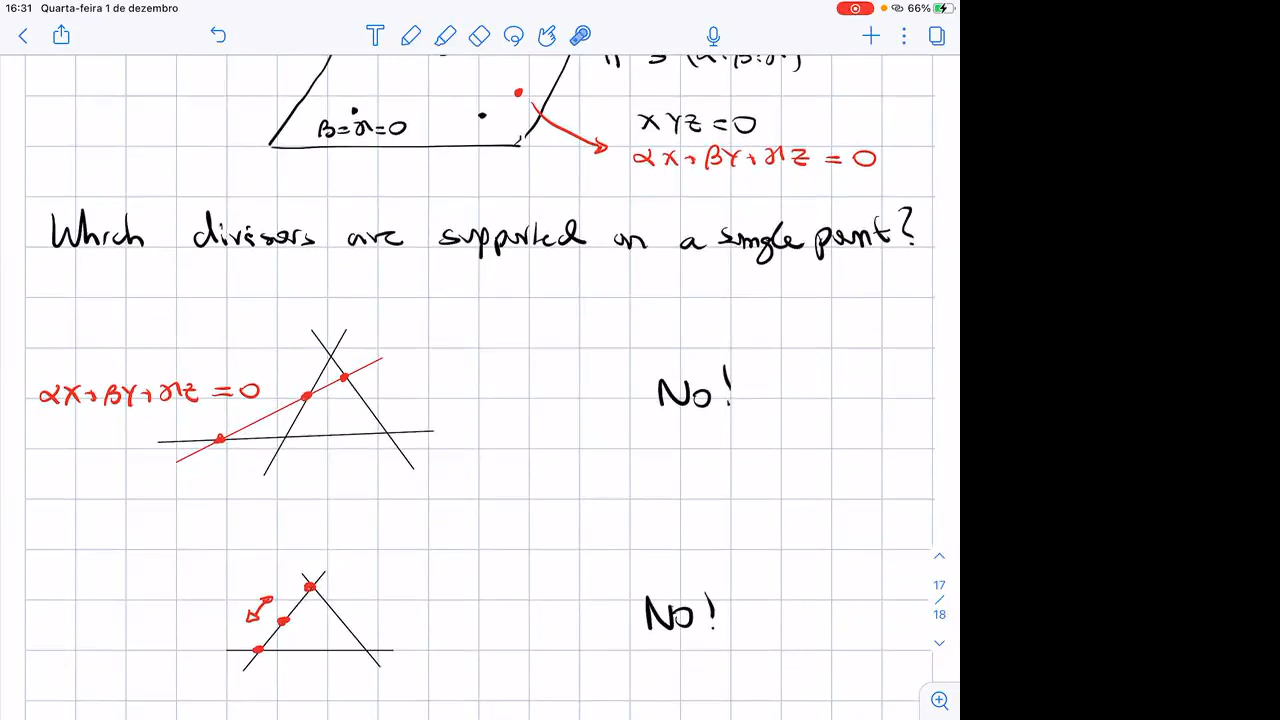 16:31 Quarta-feira 1 de dezembro 66%
β=γ=0
XYZ=0
αX+βY+γZ=0
Which divisors are supported on a single point?
αX+βY+γZ=0
No!
17
/
18
No!